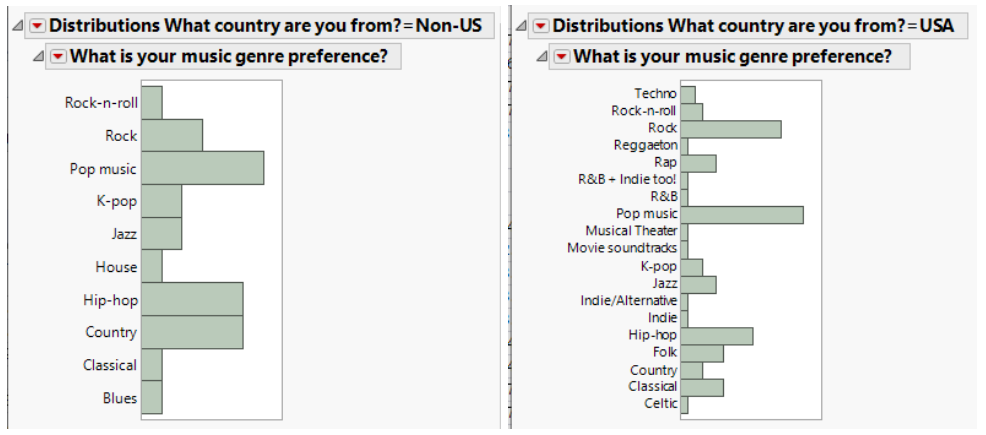 Distributions What country are you from?=Non-US
What is your music genre preference?
Rock-n-roll
Rock
Pop music
K-pop
Jazz
House
Hip-hop
Country
Classical
Blues
Distributions What country are you from?=USA
What is your music genre preference?
Techno
Rock-n-roll
Rock
Reggaeton
Rap
R&B + Indie too!
R&B
Pop music
Musical Theater
Movie soundtracks
K-pop
Jazz
Indie/Alternative
Indie
Hip-hop
Folk
Country
Classical
Celtic